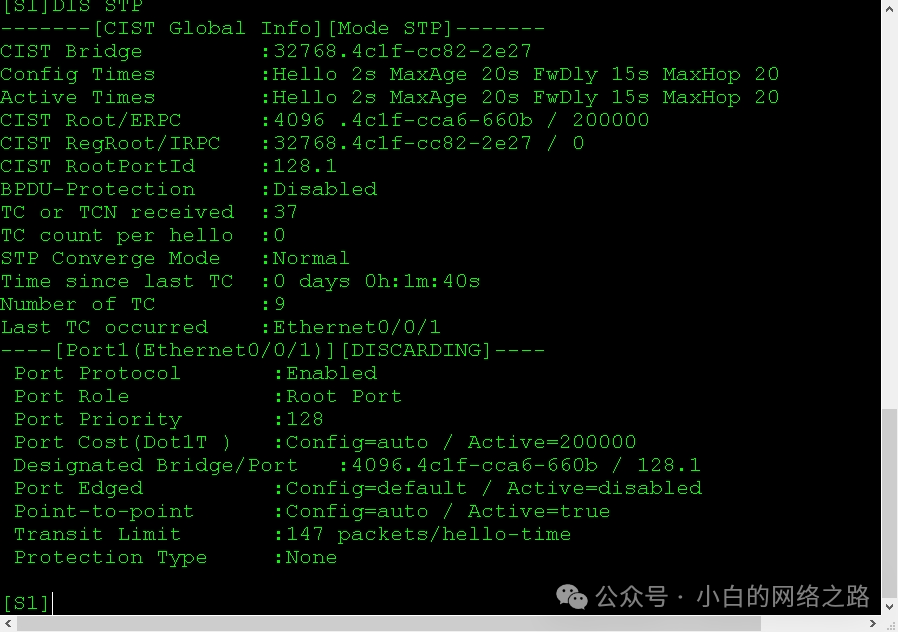 [S1]DIS STP
-------[CIST Global Info][Mode STP]-------
CIST Bridge         :32768.4c1f-cc82-2e27
Config Times        :Hello 2s MaxAge 20s FwDly 15s MaxHop 20
Active Times        :Hello 2s MaxAge 20s FwDly 15s MaxHop 20
CIST Root/ERPC      :4096 .4c1f-cca6-660b / 200000
CIST RegRoot/IRPC   :32768.4c1f-cc82-2e27 / 0
CIST RootPortId     :128.1
BPDU-Protection     :Disabled
TC or TCN received  :37
TC count per hello  :0
STP Converge Mode   :Normal
Time since last TC  :0 days 0h:1m:40s
Number of TC        :9
Last TC occurred    :Ethernet0/0/1
----[Port1(Ethernet0/0/1)][DISCARDING]----
 Port Protocol       :Enabled
 Port Role           :Root Port
 Port Priority       :128
 Port Cost(Dot1T )   :Config=auto / Active=200000
 Designated Bridge/Port   :4096.4c1f-cca6-660b / 128.1
 Port Edged          :Config=default / Active=disabled
 Point-to-point      :Config=auto / Active=true
 Transit Limit       :147 packets/hello-time
 Protection Type     :None
[S1]
公众号 · 小白的网络之路